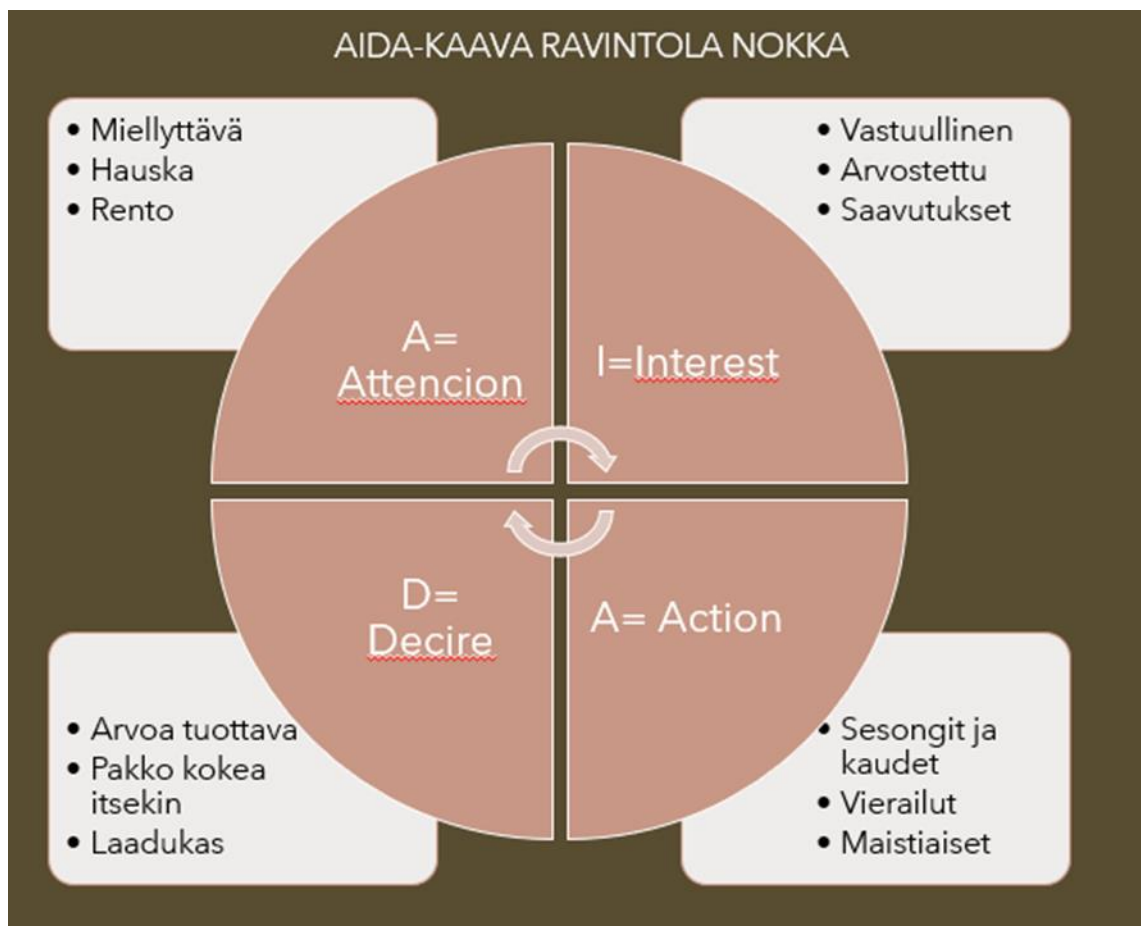 AIDA-KAAVA RAVINTOLA NOKKA
• Miellyttävä
• Hauska
• Rento
• Vastuullinen
• Arvostettu
• Saavutukset
A=
Attencion
I=Interest
D=
Decire
A= Action
• Arvoa tuottava
• Pakko kokea
itsekin
• Laadukas
• Sesongit ja
kaudet
• Vierailut
• Maistiaiset